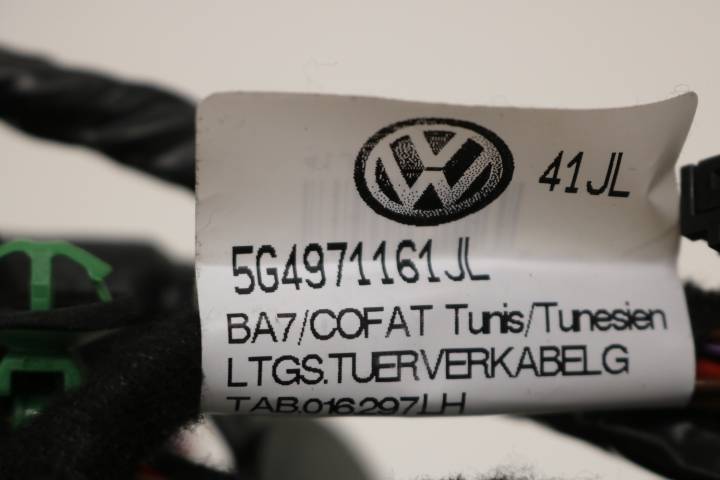 41JL
5G4971161JL
BA7/COFAT Tunis/Tunesien
LTGS.TUERVERKABELG
TAB.016297LH